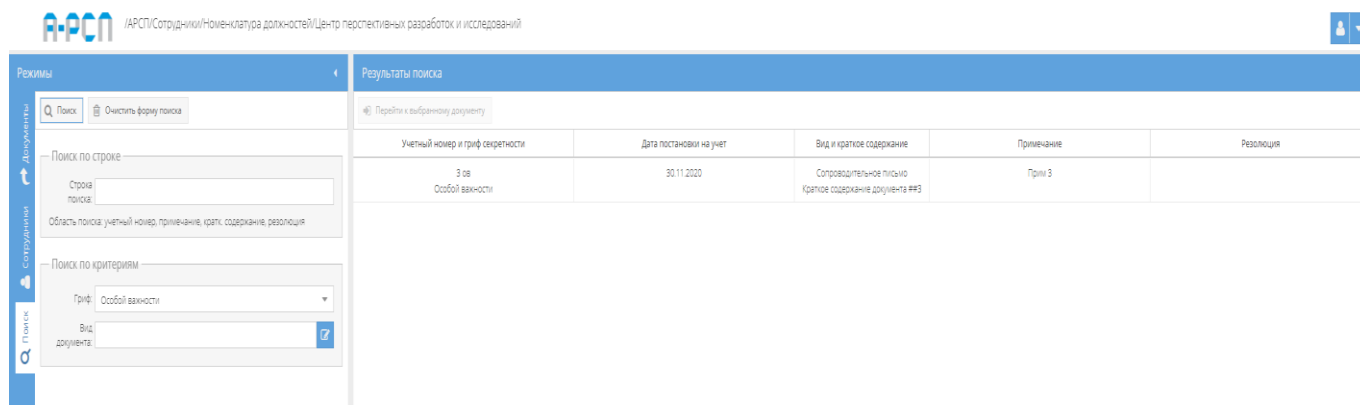 А-РСП
/АРСП/Сотрудники/Номенклатура должностей/Центр перспективных разработок и исследований
Режимы
Результаты поиска
Документы
Сотрудники
Поиск
Поиск
Очистить форму поиска
Перейти к выбранному документу
Поиск по строке
Строка
поиска:
Область поиска: учетный номер, примечание, кратк. содержание, резолюция
Поиск по критериям
Гриф:
Особой важности
Вид
документа:
Учетный номер и гриф секретности
Дата постановки на учет
Вид и краткое содержание
Примечание
Резолюция
3 ов
Особой важности
30.11.2020
Сопроводительное письмо
Краткое содержание документа ##3
Прим 3